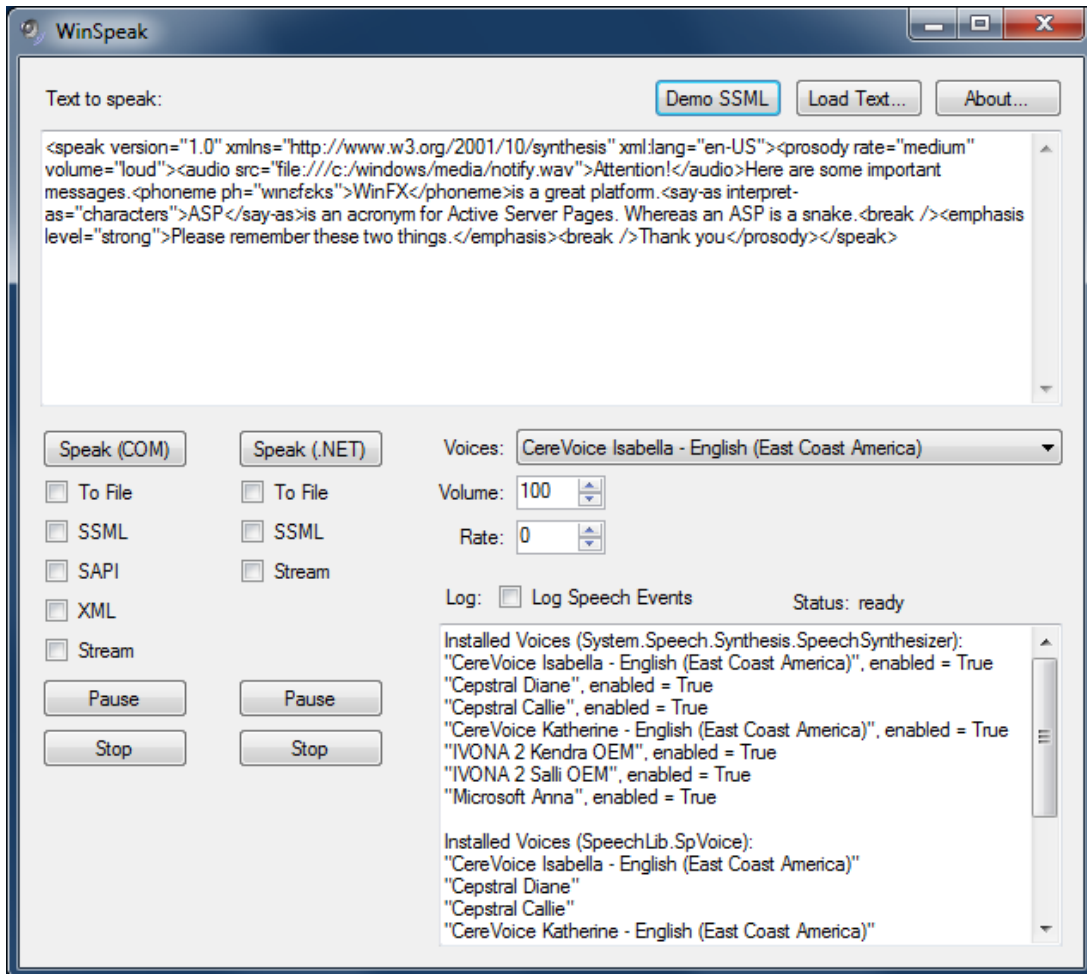 WinSpeak
Text to speak:
Demo SSML
Load Text...
About...
<speak version="1.0" xmlns="http://www.w3.org/2001/10/synthesis" xml:lang="en-US"><prosody rate="medium"
volume="loud"><audio src="file:///c:/windows/media/notify.wav">Attention!</audio>Here are some important
messages.<phoneme ph="wɪnɛfɛks">WinFX</phoneme>is a great platform.<say-as interpret-
as="characters">ASP</say-as>is an acronym for Active Server Pages. Whereas an ASP is a snake.<break /><emphasis
level="strong">Please remember these two things.</emphasis><break />Thank you</prosody></speak>
Speak (COM)
To File
SSML
SAPI
XML
Stream
Pause
Stop
Speak (.NET)
To File
SSML
Stream
Pause
Stop
Voices: CereVoice Isabella - English (East Coast America)
Volume: 100
Rate: 0
Log: Log Speech Events
Status: ready
Installed Voices (System.Speech.Synthesis.SpeechSynthesizer):
"CereVoice Isabella - English (East Coast America)", enabled = True
"Cepstral Diane", enabled = True
"Cepstral Callie", enabled = True
"CereVoice Katherine - English (East Coast America)", enabled = True
"IVONA 2 Kendra OEM", enabled = True
"IVONA 2 Salli OEM", enabled = True
"Microsoft Anna", enabled = True
Installed Voices (SpeechLib.SpVoice):
"CereVoice Isabella - English (East Coast America)"
"Cepstral Diane"
"Cepstral Callie"
"CereVoice Katherine - English (East Coast America)"